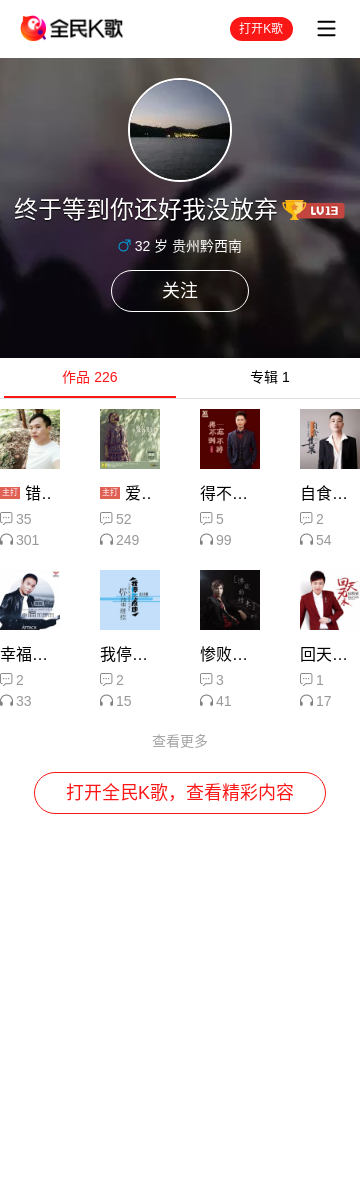 全民K歌
打开K歌
终于等到你还好我没放弃 LV13
32 岁 贵州黔西南
关注
作品 226
专辑 1
主打 错…
35
301
主打 爱…
52
249
得不…
5
99
自食…
2
54
幸福…
2
33
我停…
2
15
惨败…
3
41
回天…
1
17
查看更多
打开全民K歌，查看精彩内容